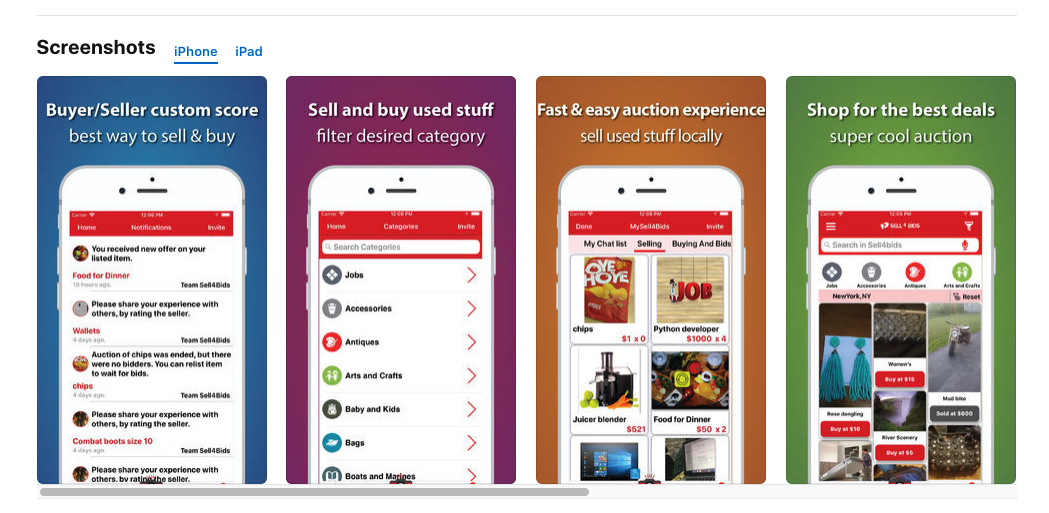 Screenshots iPhone iPad
Buyer/Seller custom score
best way to sell & buy
Carrier 12:06 PM
Home Notifications Invite
You received new offer on your
listed item.
Food for Dinner
18 hours ago. Team Sell4Bids
Please share your experience with
others, by rating the seller.
Wallets
4 days ago. Team Sell4Bids
Auction of chips was ended, but there
were no bidders. You can relist item
to wait for bids.
chips
4 days ago. Team Sell4Bids
Please share your experience with
others, by rating the seller.
Combat boots size 10
4 days ago. Team Sell4Bids
Please share your experience with
others, by rating the seller.
Sell and buy used stuff
filter desired category
Carrier 12:06 PM
Home Categories Invite
Search Categories
Jobs
Accessories
Antiques
Arts and Crafts
Baby and Kids
Bags
Boats and Marines
Fast & easy auction experience
sell used stuff locally
Carrier 12:06 PM
Done MySell4Bids Invite
My Chat list Selling Buying And Bids
OYE
HOYE
JOB
chips Python developer
$1 x 0 $1000 x 4
Juicer blender Food for Dinner
$521 $50 x 2
Shop for the best deals
super cool auction
Carrier 12:06 PM
SELL 4 BIDS
Search in Sell4bids
Jobs Accessories Antiques Arts and Crafts
NewYork,NY Reset
Women's
Buy at $15
Mud bike
Rose dangling Sold at $600
Buy at $10
River Scenery
Buy at $5